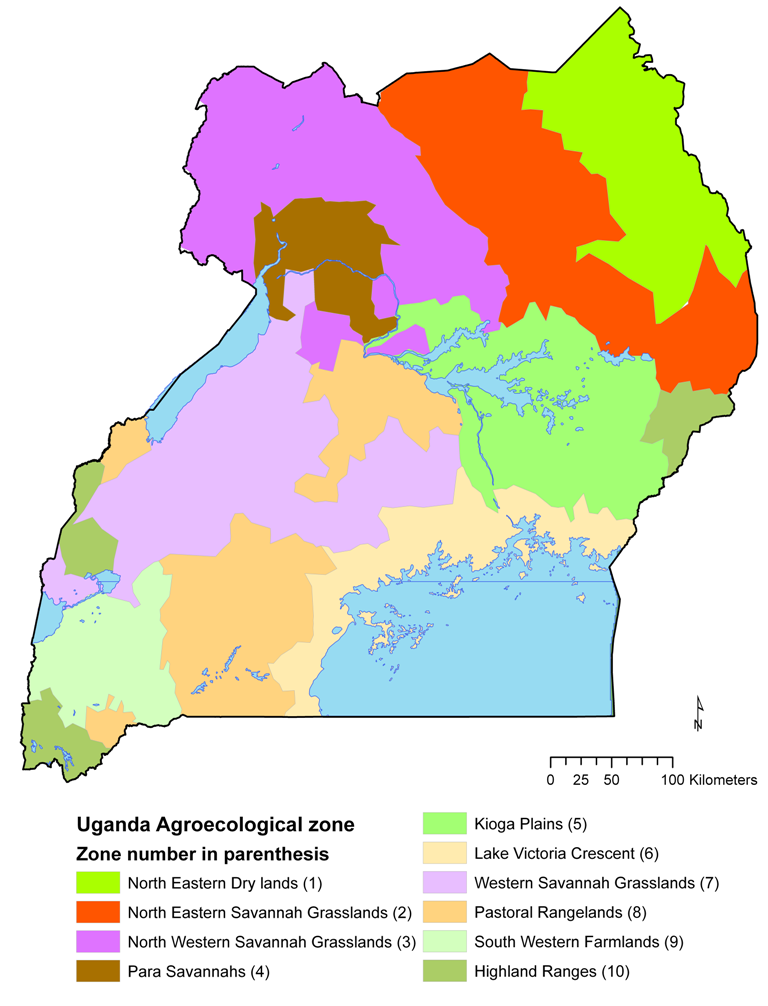 N
0 25 50 100 Kilometers
Uganda Agroecological zone
Zone number in parenthesis
North Eastern Dry lands (1)
North Eastern Savannah Grasslands (2)
North Western Savannah Grasslands (3)
Para Savannahs (4)
Kioga Plains (5)
Lake Victoria Crescent (6)
Western Savannah Grasslands (7)
Pastoral Rangelands (8)
South Western Farmlands (9)
Highland Ranges (10)